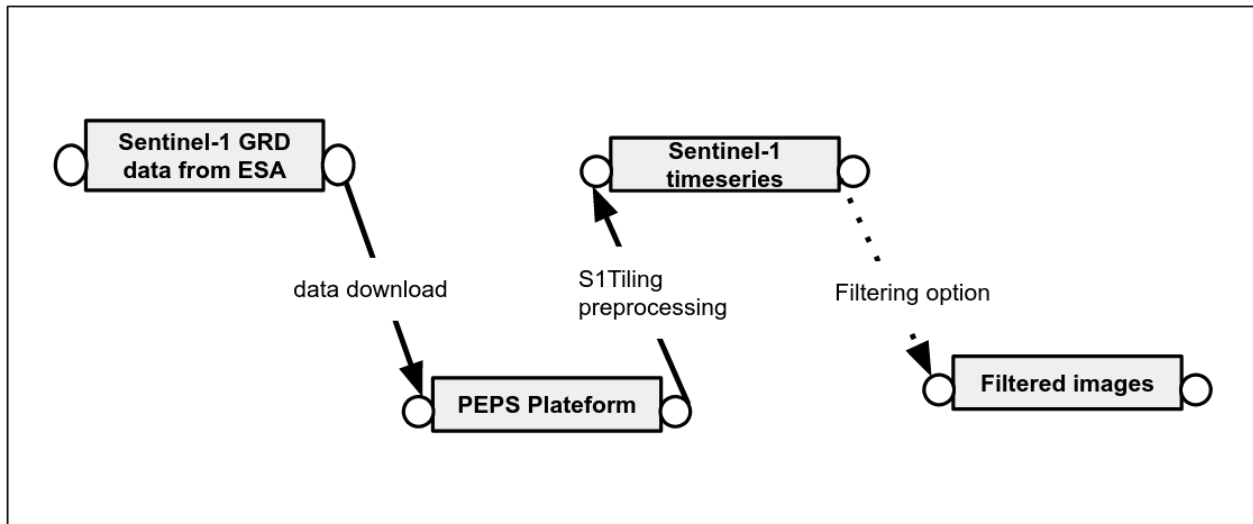 Sentinel-1 GRD
data from ESA
data download
PEPS Plateform
S1Tiling
preprocessing
Sentinel-1
timeseries
Filtering option
Filtered images